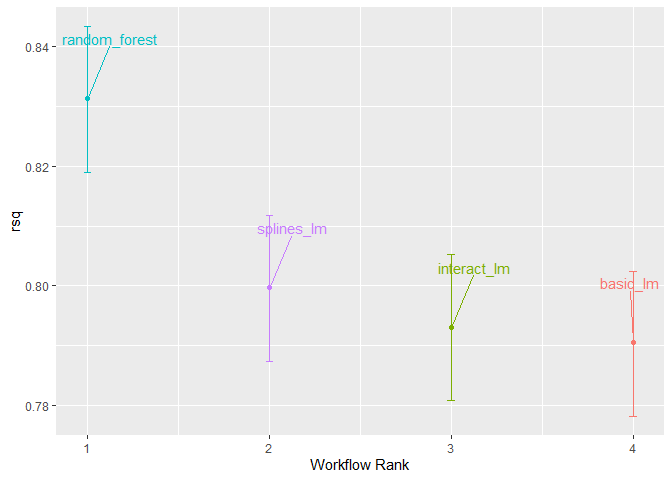 0.84
random_forest
0.82
splines_lm
interact_lm
basic_lm
0.80
0.78
rsq
1 2 3 4
Workflow Rank